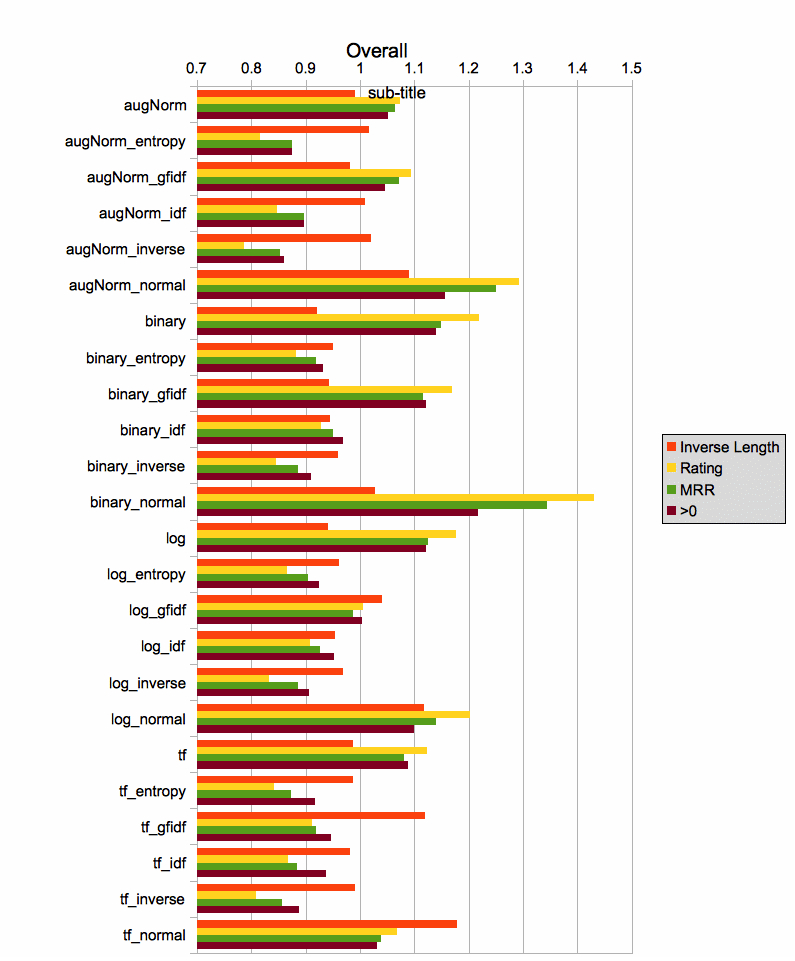 Overall
0.7 0.8 0.9 1 1.1 1.2 1.3 1.4 1.5
sub-title
augNorm
augNorm_entropy
augNorm_gfidf
augNorm_idf
augNorm_inverse
augNorm_normal
binary
binary_entropy
binary_gfidf
binary_idf
binary_inverse
binary_normal
log
log_entropy
log_gfidf
log_idf
log_inverse
log_normal
tf
tf_entropy
tf_gfidf
tf_idf
tf_inverse
tf_normal
Inverse Length
Rating
MRR
>0